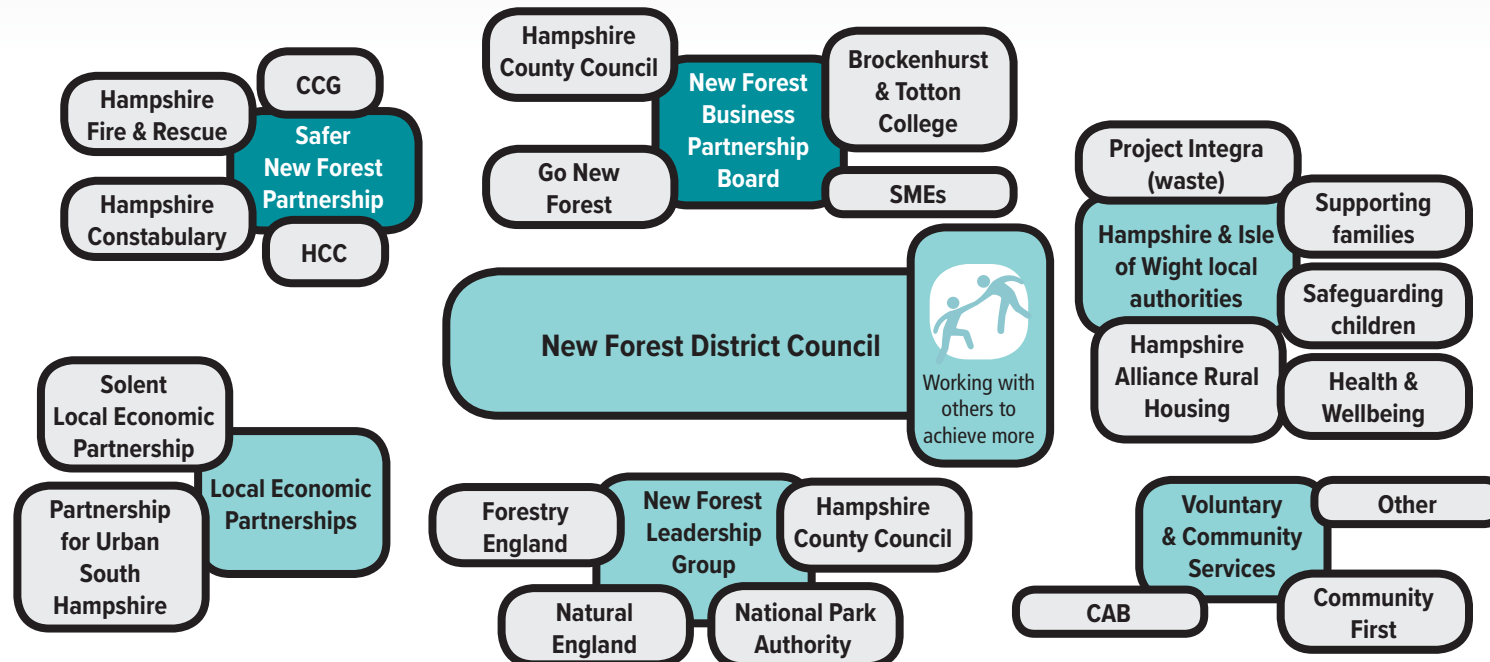 CCG
Hampshire
Fire & Rescue
Safer
New Forest
Partnership
Hampshire
Constabulary
HCC
Hampshire
County Council
New Forest
Business
Partnership
Board
Brockenhurst
& Totton
College
Go New
Forest
SMEs
Project Integra
(waste)
Supporting
families
Hampshire & Isle
of Wight local
authorities
Safeguarding
children
Hampshire
Alliance Rural
Housing
Health &
Wellbeing
New Forest District Council
Working with
others to
achieve more
Solent
Local Economic
Partnership
Local Economic
Partnerships
Partnership
for Urban
South
Hampshire
Forestry
England
New Forest
Leadership
Group
Hampshire
County Council
Natural
England
National Park
Authority
Voluntary
& Community
Services
Other
CAB
Community
First